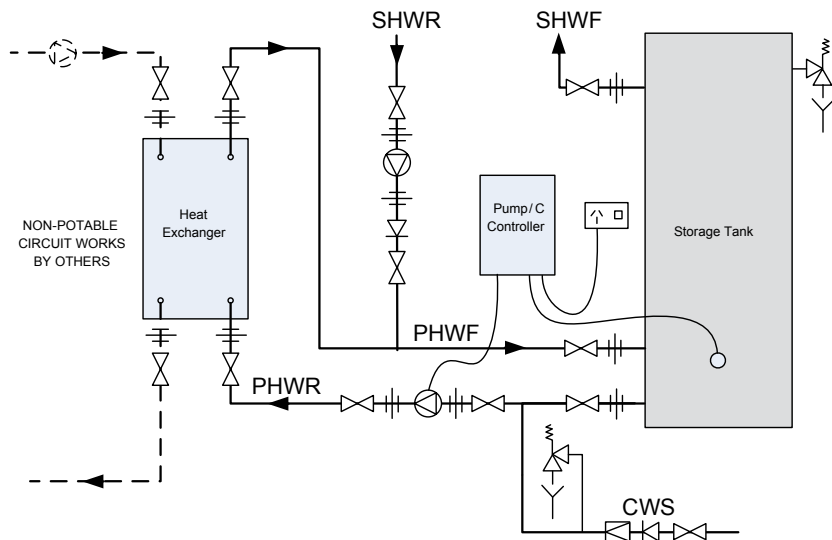 SHWR
SHWF
Heat
Exchanger
NON-POTABLE
CIRCUIT WORKS
BY OTHERS
Pump/C
Controller
Storage Tank
PHWF
PHWR
CWS